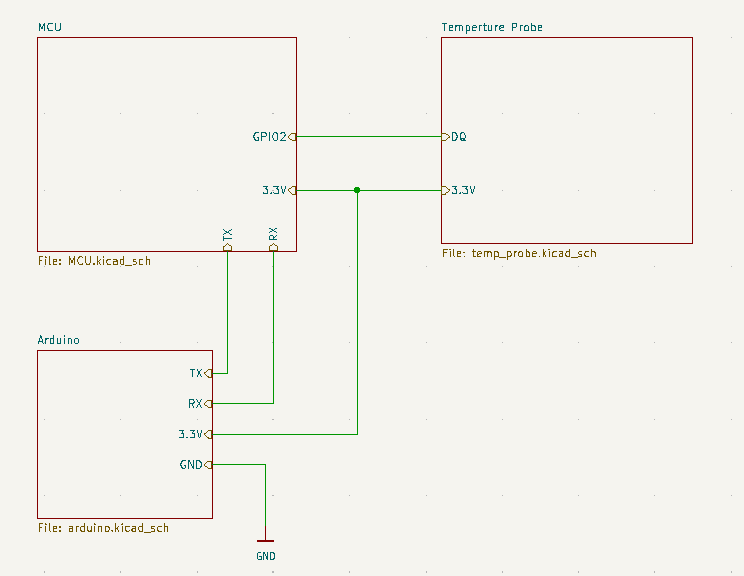 MCU
Temperture Probe
GPIO2
DQ
3.3V
3.3V
TX
RX
File: MCU.kicad_sch
File: temp_probe.kicad_sch
Arduino
TX
RX
3.3V
GND
File: arduino.kicad_sch
GND